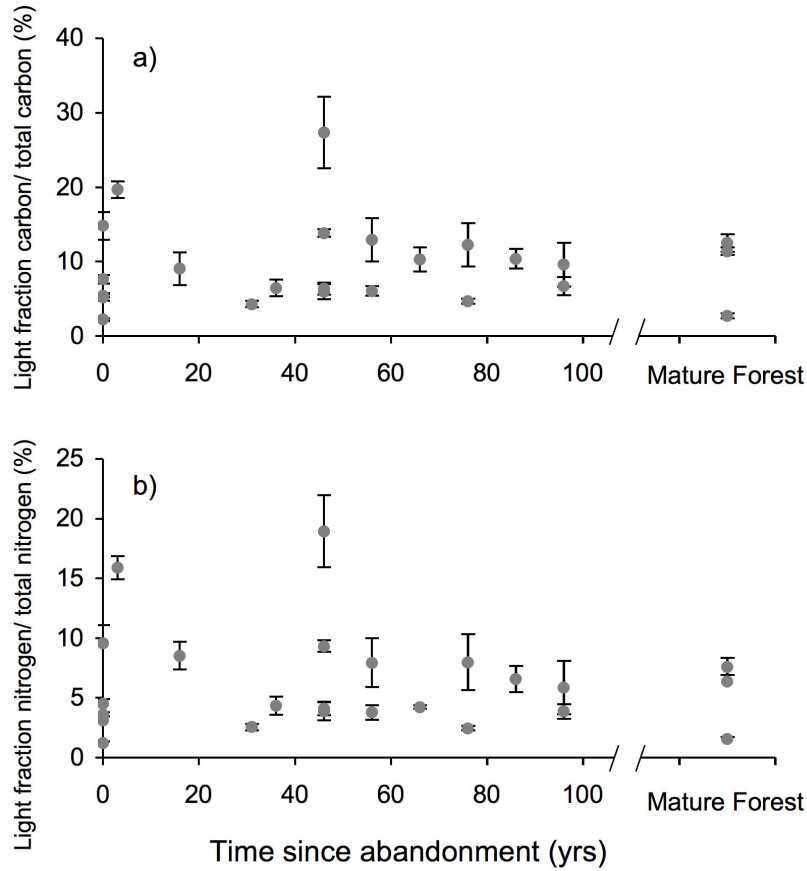 Light fraction carbon/ total carbon (%)
a)
40
30
20
10
0
0 20 40 60 80 100 Mature Forest
Light fraction nitrogen/ total nitrogen (%)
b)
25
20
15
10
5
0
0 20 40 60 80 100 Mature Forest
Time since abandonment (yrs)